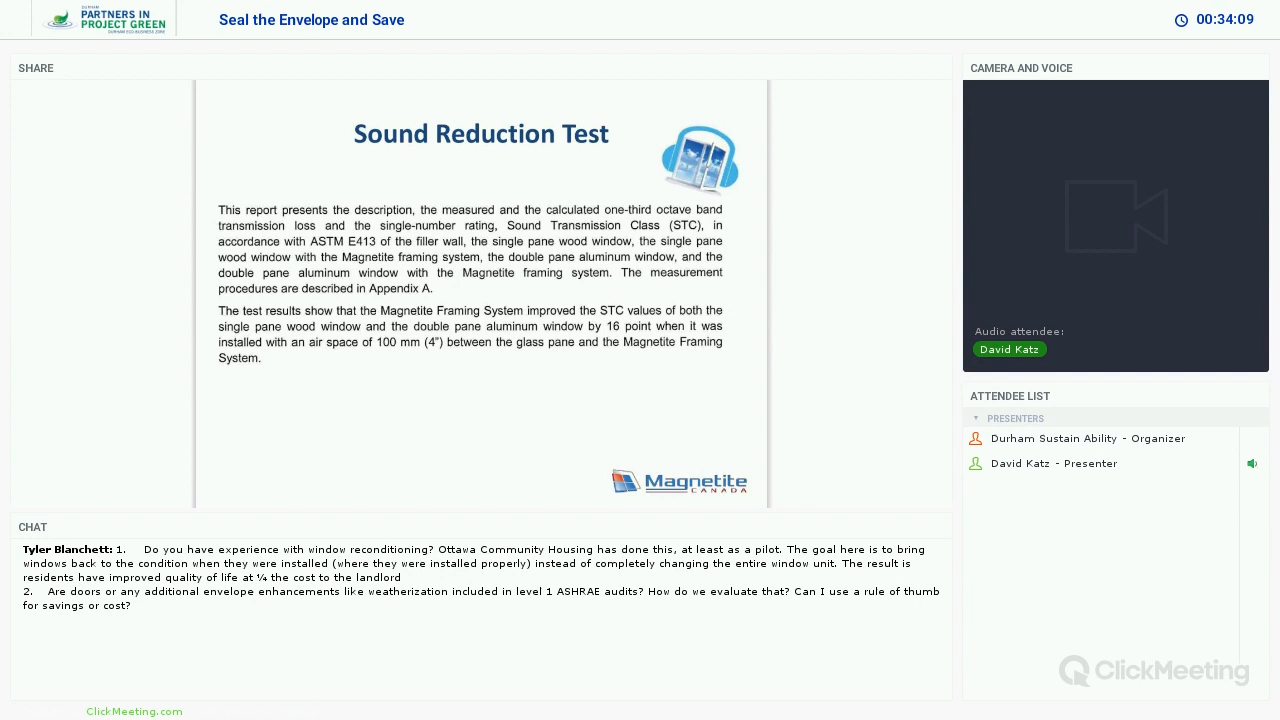 DURHAM
PARTNERS IN
PROJECT GREEN
DURHAM ECO-BUSINESS ZONE
Seal the Envelope and Save
00:34:09
SHARE
Sound Reduction Test
This report presents the description, the measured and the calculated one-third octave band
transmission loss and the single-number rating, Sound Transmission Class (STC), in
accordance with ASTM E413 of the filler wall, the single pane wood window, the single pane
wood window with the Magnetite framing system, the double pane aluminum window, and the
double pane aluminum window with the Magnetite framing system. The measurement
procedures are described in Appendix A.
The test results show that the Magnetite Framing System improved the STC values of both the
single pane wood window and the double pane aluminum window by 16 point when it was
installed with an air space of 100 mm (4”) between the glass pane and the Magnetite Framing
System.
Magnetite
CANADA
CAMERA AND VOICE
Audio attendee:
David Katz
ATTENDEE LIST
PRESENTERS
Durham Sustain Ability - Organizer
David Katz - Presenter
CHAT
Tyler Blanchett: 1. Do you have experience with window reconditioning? Ottawa Community Housing has done this, at least as a pilot. The goal here is to bring
windows back to the condition when they were installed (where they were installed properly) instead of completely changing the entire window unit. The result is
residents have improved quality of life at ¼ the cost to the landlord
2. Are doors or any additional envelope enhancements like weatherization included in level 1 ASHRAE audits? How do we evaluate that? Can I use a rule of thumb
for savings or cost?
ClickMeeting
ClickMeeting.com